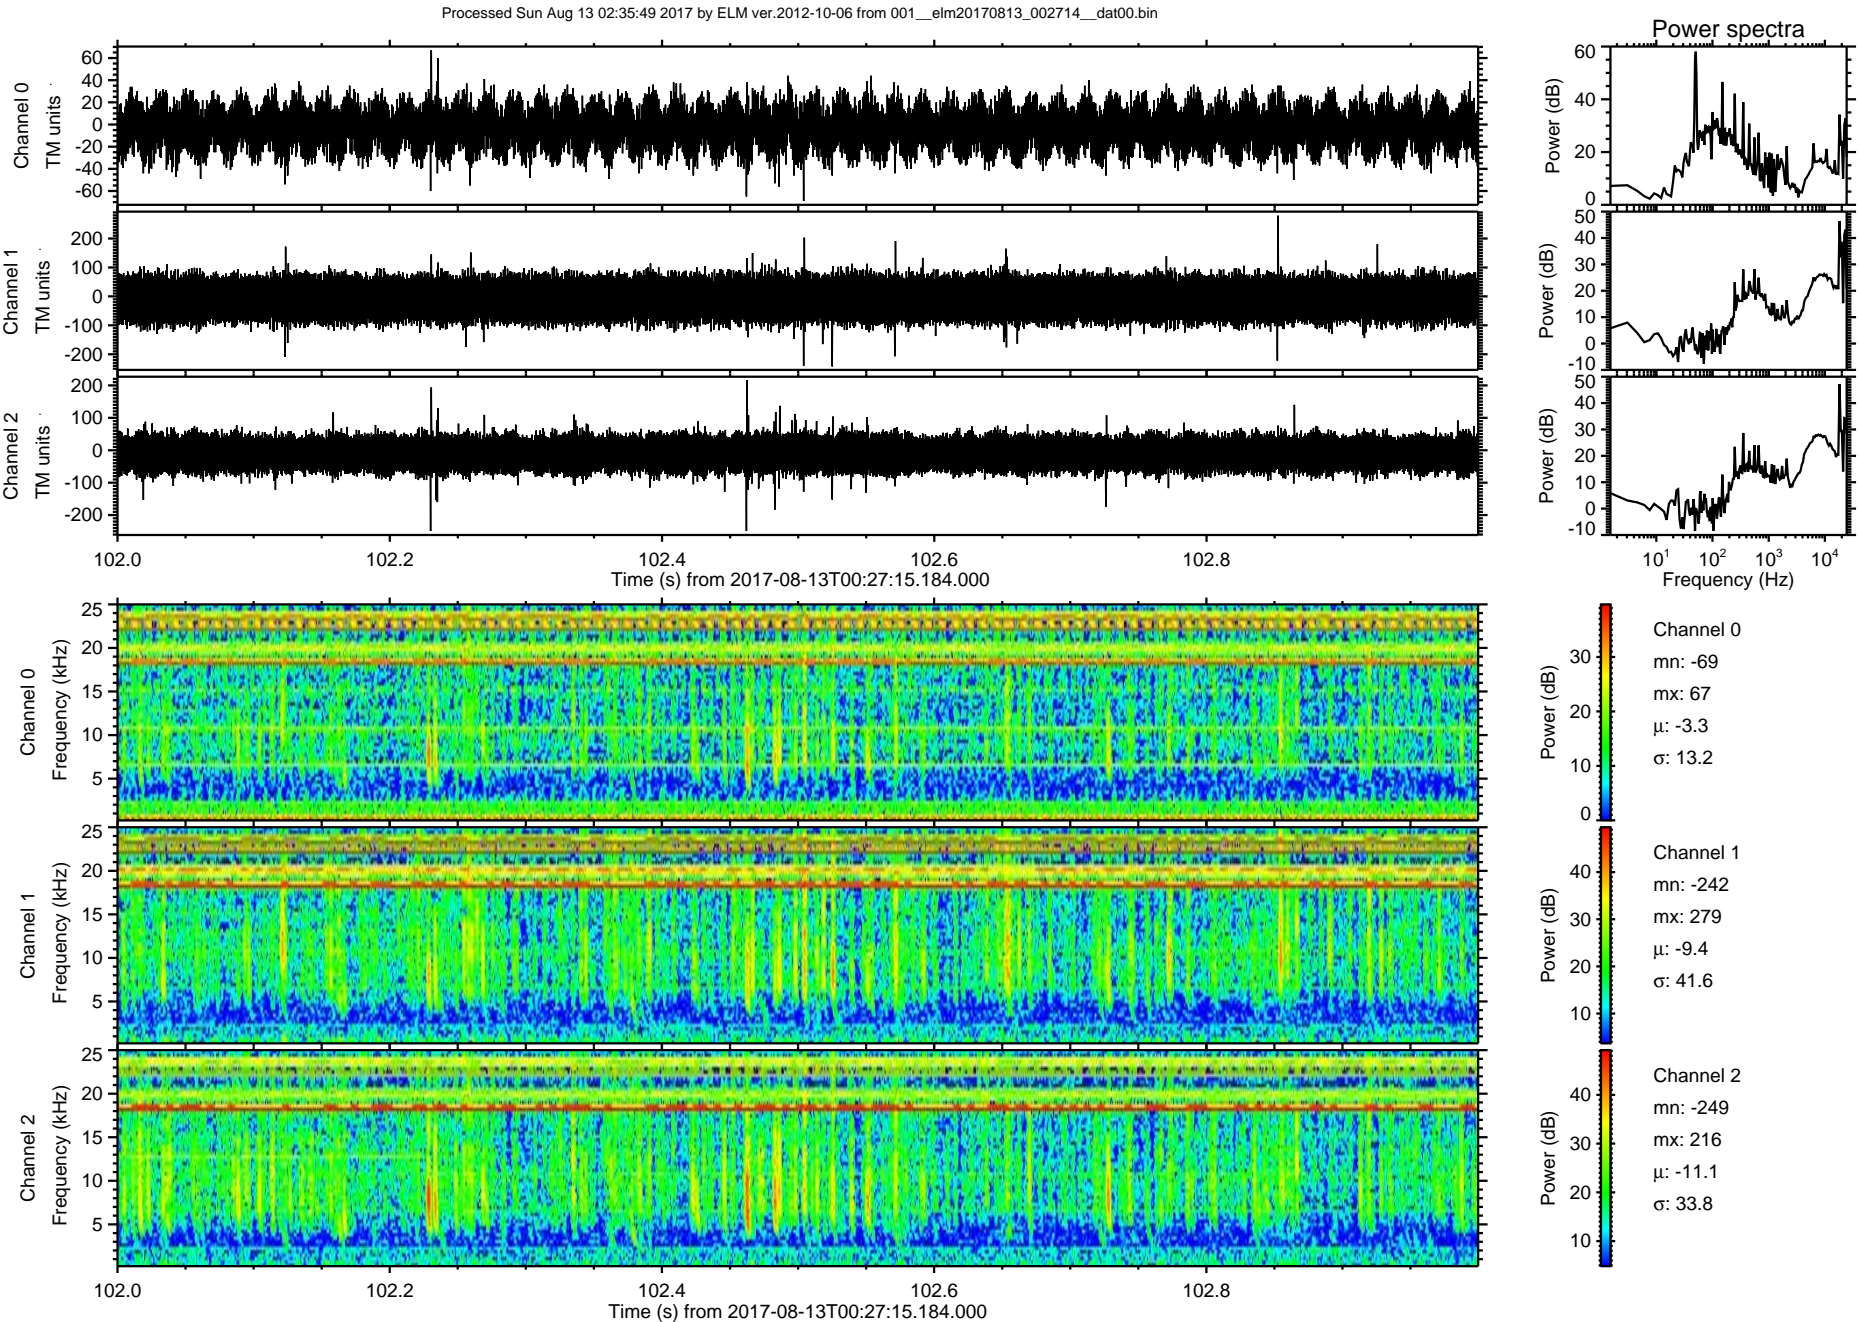 Processed Sun Aug 13 02:35:49 2017 by ELM ver.2012-10-06 from 001__elm20170813_002714__dat00.bin
Power spectra
Channel 0
TM units
60
40
20
0
-20
-40
-60
Power (dB)
60
40
20
0
Channel 1
TM units
200
100
0
-100
-200
Power (dB)
50
40
30
20
10
0
-10
Channel 2
TM units
200
100
0
-100
-200
Power (dB)
50
40
30
20
10
0
-10
102.0 102.2 102.4 102.6 102.8
Time (s) from 2017-08-13T00:27:15.184.000
10^1 10^2 10^3 10^4
Frequency (Hz)
Channel 0
Frequency (kHz)
25
20
15
10
5
Power (dB)
30
20
10
0
Channel 0
mn: -69
mx: 67
μ: -3.3
σ: 13.2
Channel 1
Frequency (kHz)
25
20
15
10
5
Power (dB)
40
30
20
10
Channel 1
mn: -242
mx: 279
μ: -9.4
σ: 41.6
Channel 2
Frequency (kHz)
25
20
15
10
5
Power (dB)
40
30
20
10
Channel 2
mn: -249
mx: 216
μ: -11.1
σ: 33.8
102.0 102.2 102.4 102.6 102.8
Time (s) from 2017-08-13T00:27:15.184.000